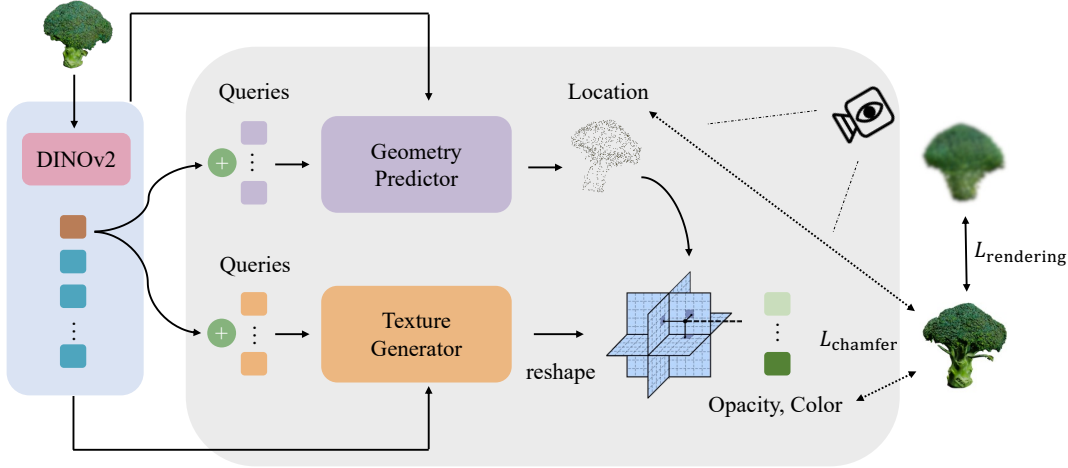 Queries
Location
DINOv2
+
Geometry
Predictor
Queries
L_rendering
+
Texture
Generator
reshape
L_chamfer
Opacity, Color